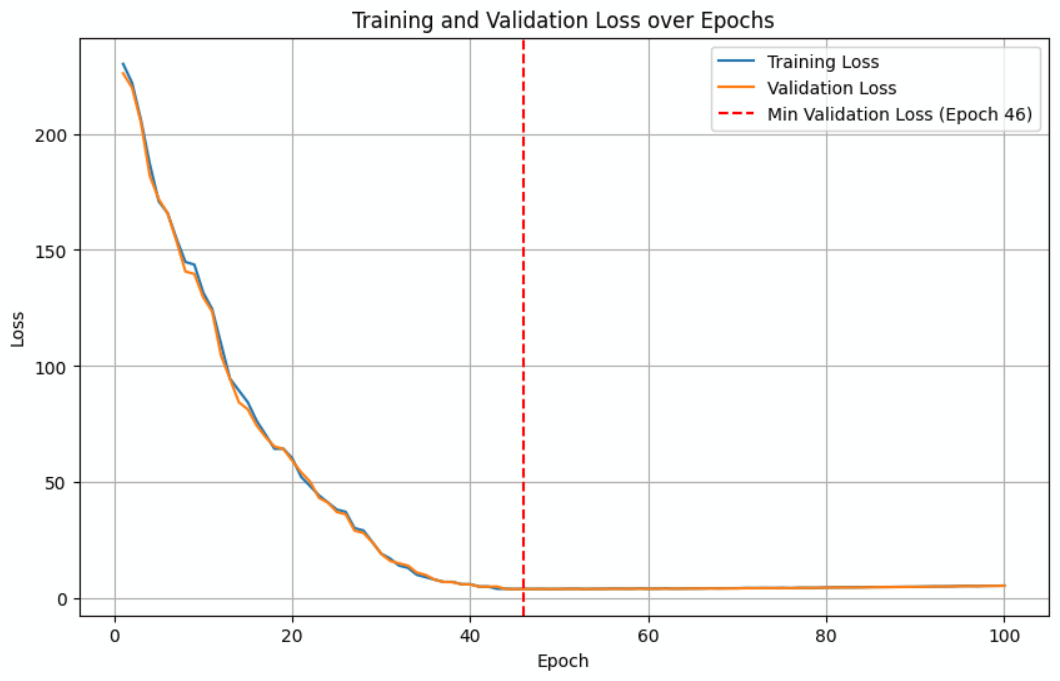 Training and Validation Loss over Epochs
Training Loss
Validation Loss
Min Validation Loss (Epoch 46)
Loss
200
150
100
50
0
0 20 40 60 80 100
Epoch